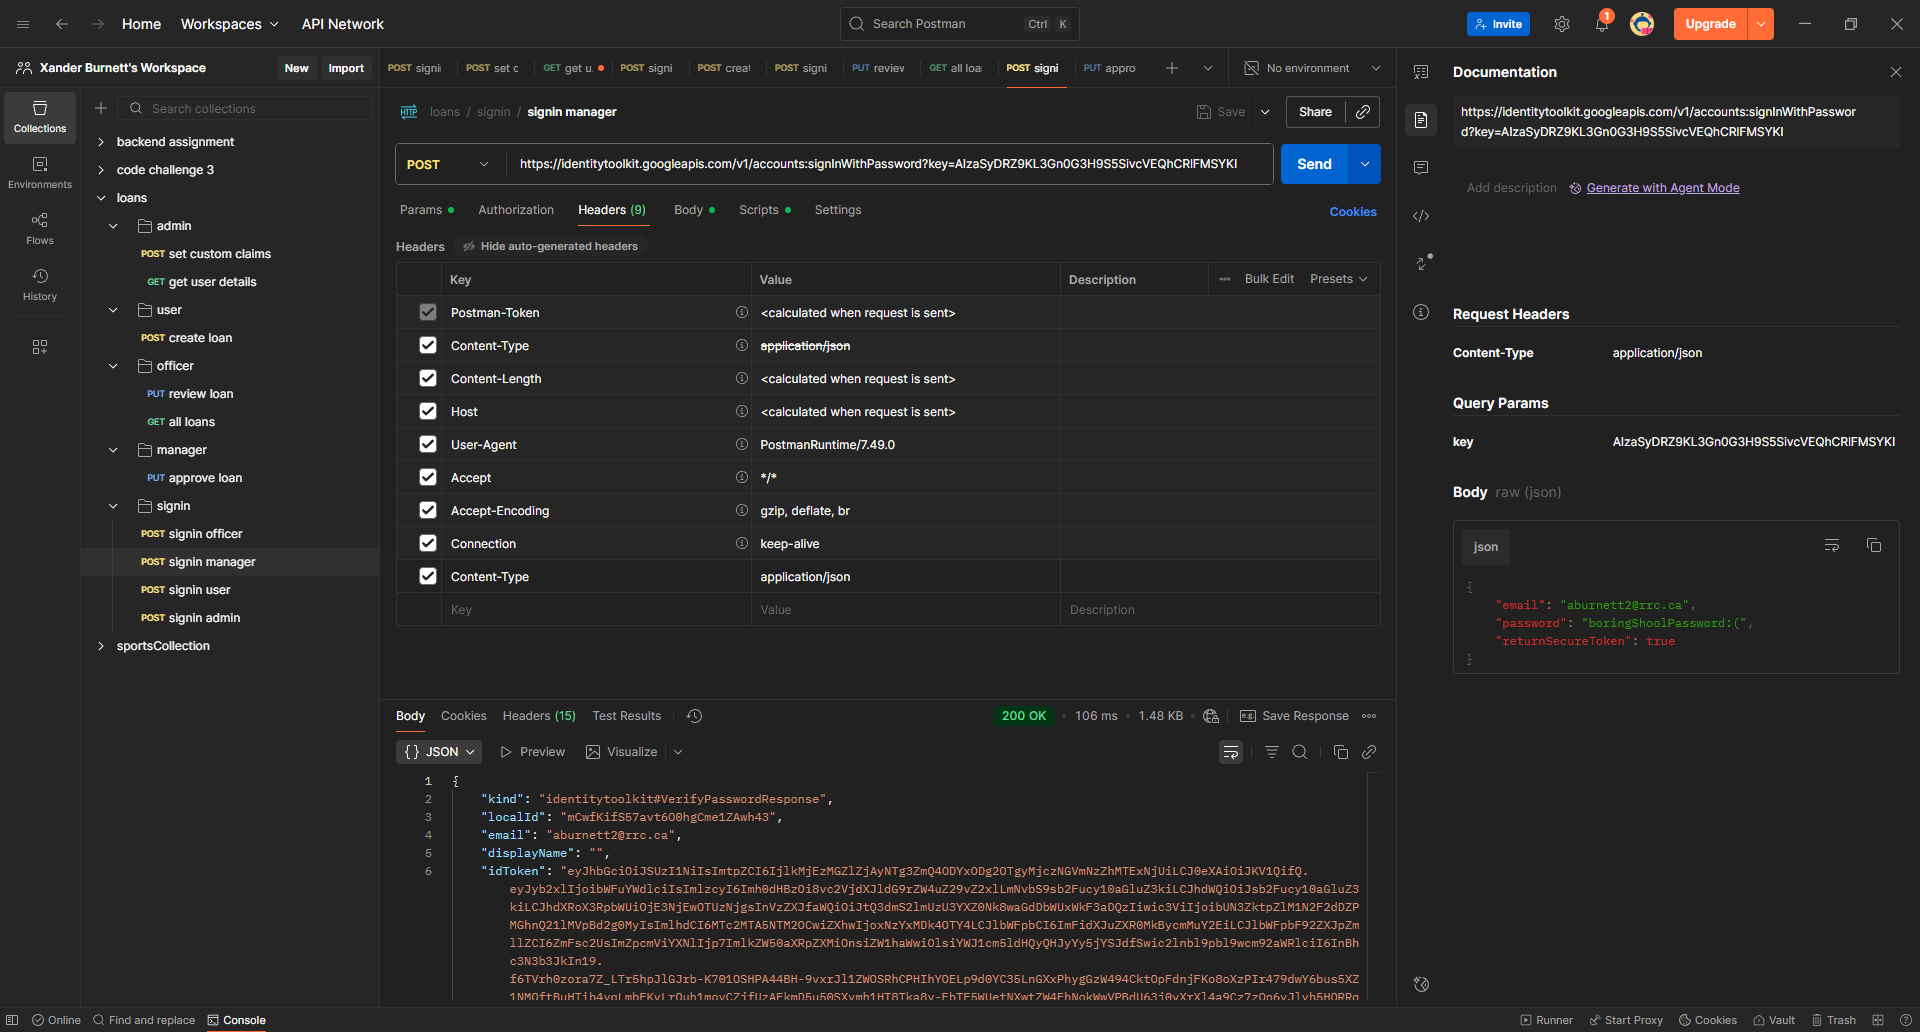 Home
Workspaces
API Network
Search Postman
Ctrl K
Invite
1
Upgrade
Xander Burnett's Workspace
New
Import
POST signi
POST set c
GET get u
POST signi
POST creat
POST signi
PUT review
GET all loa
POST signi
PUT appro
No environment
Collections
Environments
Flows
History
Search collections
backend assignment
code challenge 3
loans
admin
POST set custom claims
GET get user details
user
POST create loan
officer
PUT review loan
GET all loans
manager
PUT approve loan
signin
POST signin officer
POST signin manager
POST signin user
POST signin admin
sportsCollection
HTTP loans / signin / signin manager
Save
Share
POST
https://identitytoolkit.googleapis.com/v1/accounts:signInWithPassword?key=AIzaSyDRZ9KL3Gn0G3H9S5SivcVEQhCRlFMSYKI
Send
Params
Authorization
Headers (9)
Body
Scripts
Settings
Cookies
Headers
Hide auto-generated headers
Key Value Description
Bulk Edit
Presets
Postman-Token <calculated when request is sent>
Content-Type application/json
Content-Length <calculated when request is sent>
Host <calculated when request is sent>
User-Agent PostmanRuntime/7.49.0
Accept */*
Accept-Encoding gzip, deflate, br
Connection keep-alive
Content-Type application/json
Key Value Description
Body
Cookies
Headers (15)
Test Results
200 OK
106 ms
1.48 KB
e.g. Save Response
{} JSON
Preview
Visualize
1 {
2 "kind": "identitytoolkit#VerifyPasswordResponse",
3 "localId": "mCwfKifS57avt6O0hgCme1ZAwh43",
4 "email": "aburnett2@rrc.ca",
5 "displayName": "",
6 "idToken":
Documentation
https://identitytoolkit.googleapis.com/v1/accounts:signInWithPasswor
d?key=AIzaSyDRZ9KL3Gn0G3H9S5SivcVEQhCRlFMSYKI
Add description
Generate with Agent Mode
Request Headers
Content-Type application/json
Query Params
key AIzaSyDRZ9KL3Gn0G3H9S5SivcVEQhCRlFMSYKI
Body raw (json)
json
{
"email": "aburnett2@rrc.ca",
"password": "boringShoolPassword:(",
"returnSecureToken": true
}
Online
Find and replace
Console
Runner
Start Proxy
Cookies
Vault
Trash